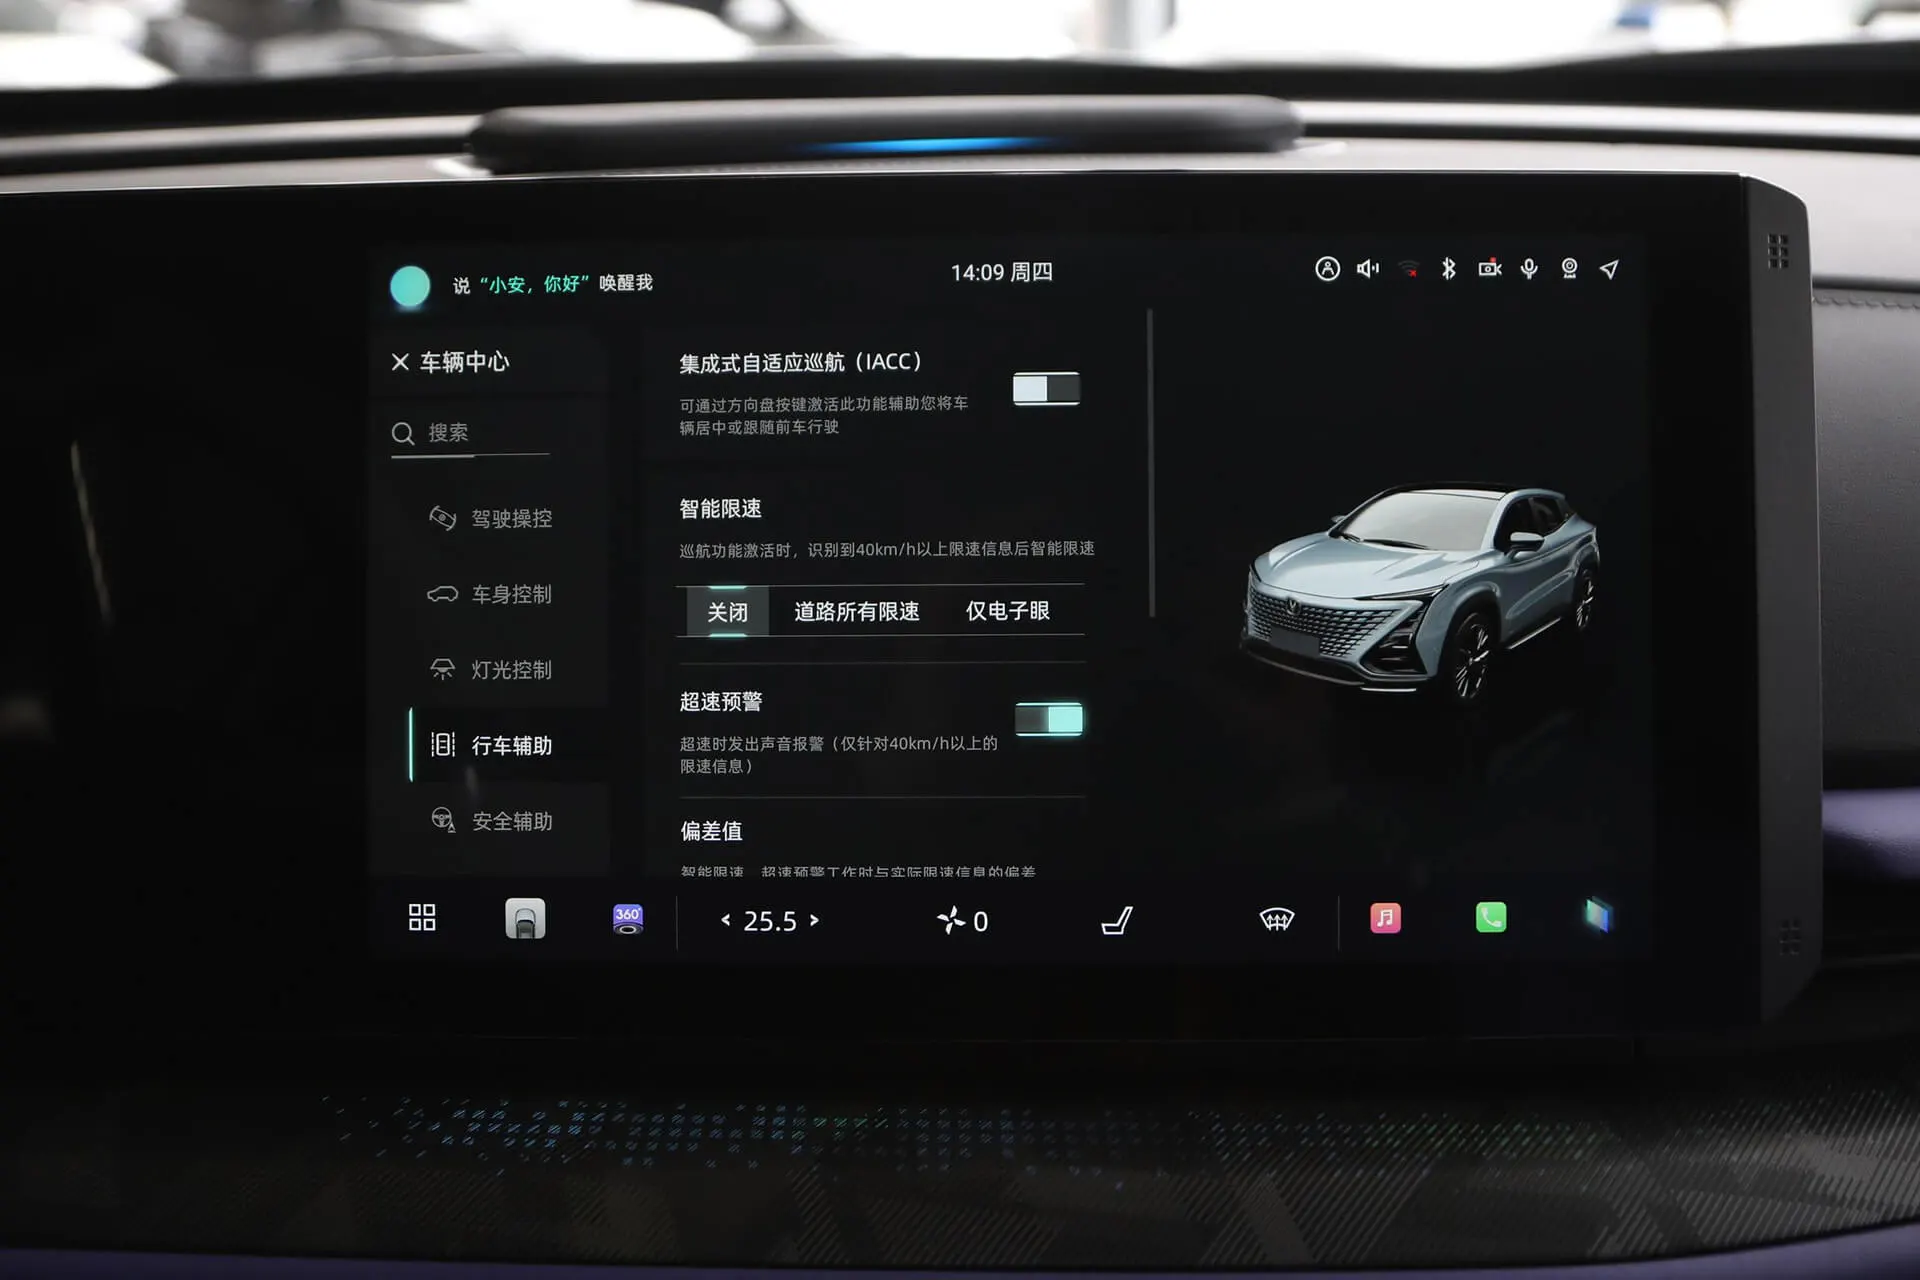 说“小安，你好”唤醒我
14:09 周四
车辆中心
搜索
驾驶操控
车身控制
灯光控制
行车辅助
安全辅助
集成式自适应巡航（IACC）
可通过方向盘按键激活此功能辅助您将车
辆居中或跟随前车行驶
智能限速
巡航功能激活时，识别到40km/h以上限速信息后智能限速
关闭 道路所有限速 仅电子眼
超速预警
超速时发出声音报警（仅针对40km/h以上的
限速信息）
偏差值
智能限速、超速预警工作时与实际限速信息的偏差
360°
< 25.5 >
0